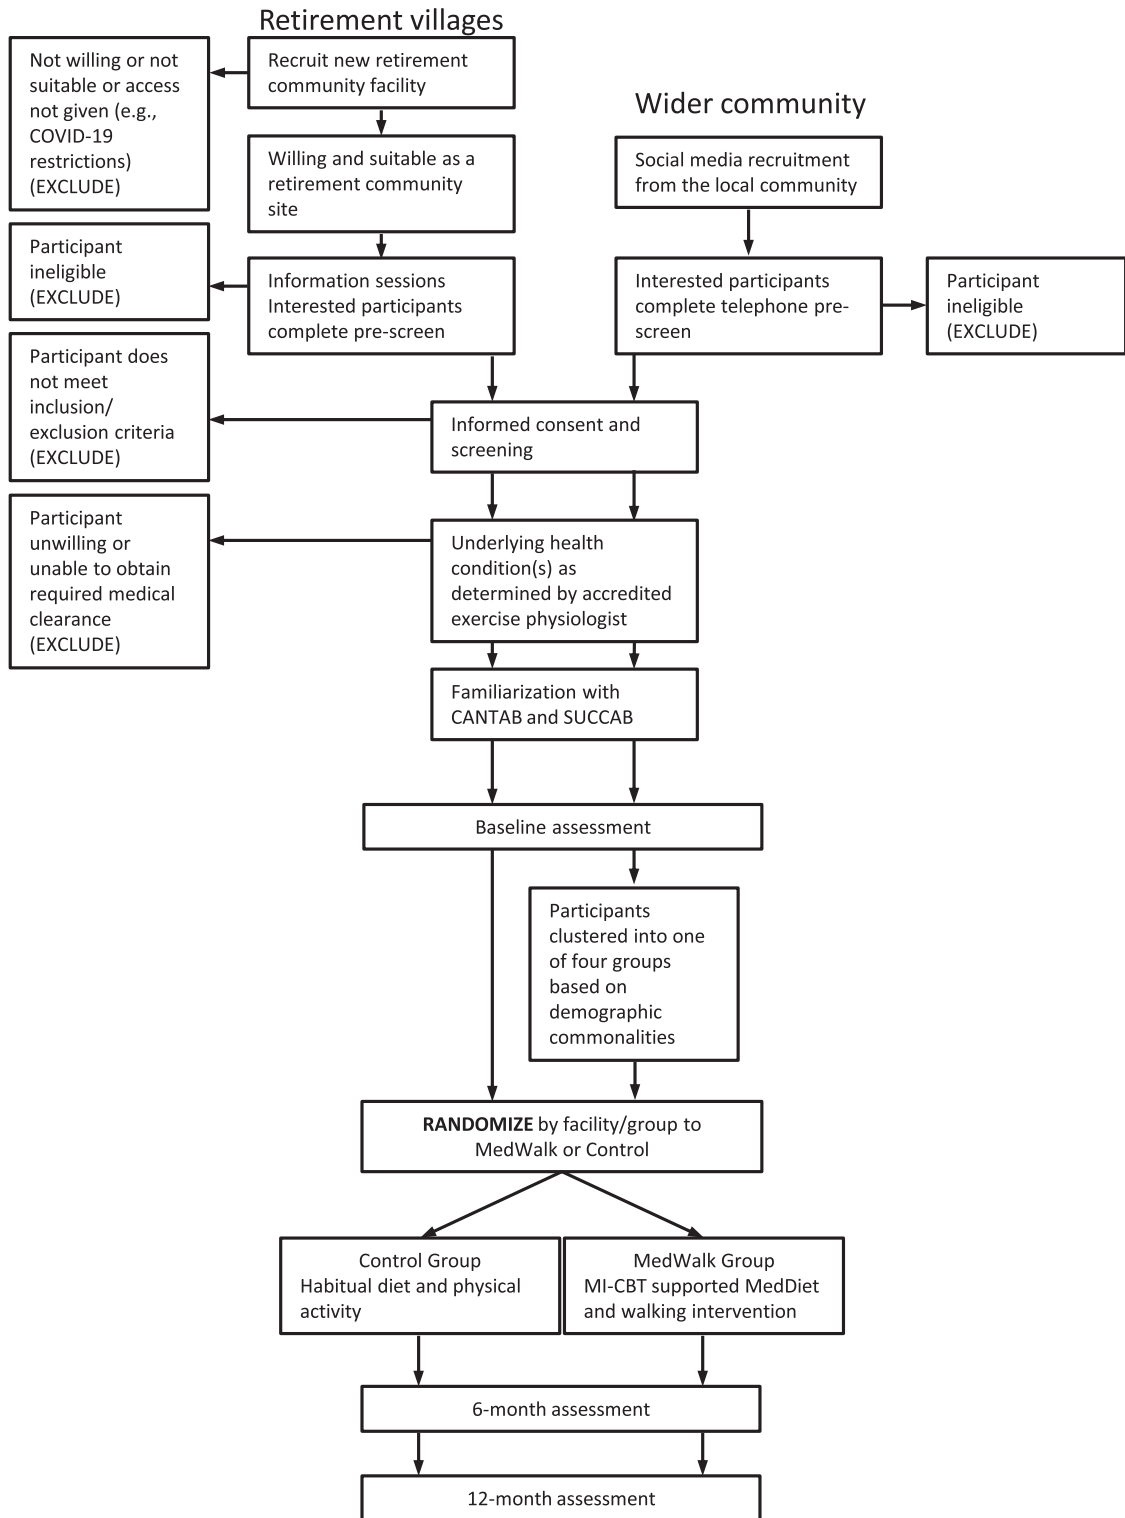 Retirement villages
Not willing or not
suitable or access
not given (e.g.,
COVID-19
restrictions)
(EXCLUDE)
Recruit new retirement
community facility
Wider community
Willing and suitable as a
retirement community
site
Social media recruitment
from the local community
Participant
ineligible
(EXCLUDE)
Information sessions
Interested participants
complete pre-screen
Interested participants
complete telephone pre-
screen
Participant
ineligible
(EXCLUDE)
Participant does
not meet
inclusion/
exclusion criteria
(EXCLUDE)
Informed consent and
screening
Participant
unwilling or
unable to obtain
required medical
clearance
(EXCLUDE)
Underlying health
condition(s) as
determined by accredited
exercise physiologist
Familiarization with
CANTAB and SUCCAB
Baseline assessment
Participants
clustered into one
of four groups
based on
demographic
commonalities
RANDOMIZE by facility/group to
MedWalk or Control
Control Group
Habitual diet and physical
activity
MedWalk Group
MI-CBT supported MedDiet
and walking intervention
6-month assessment
12-month assessment